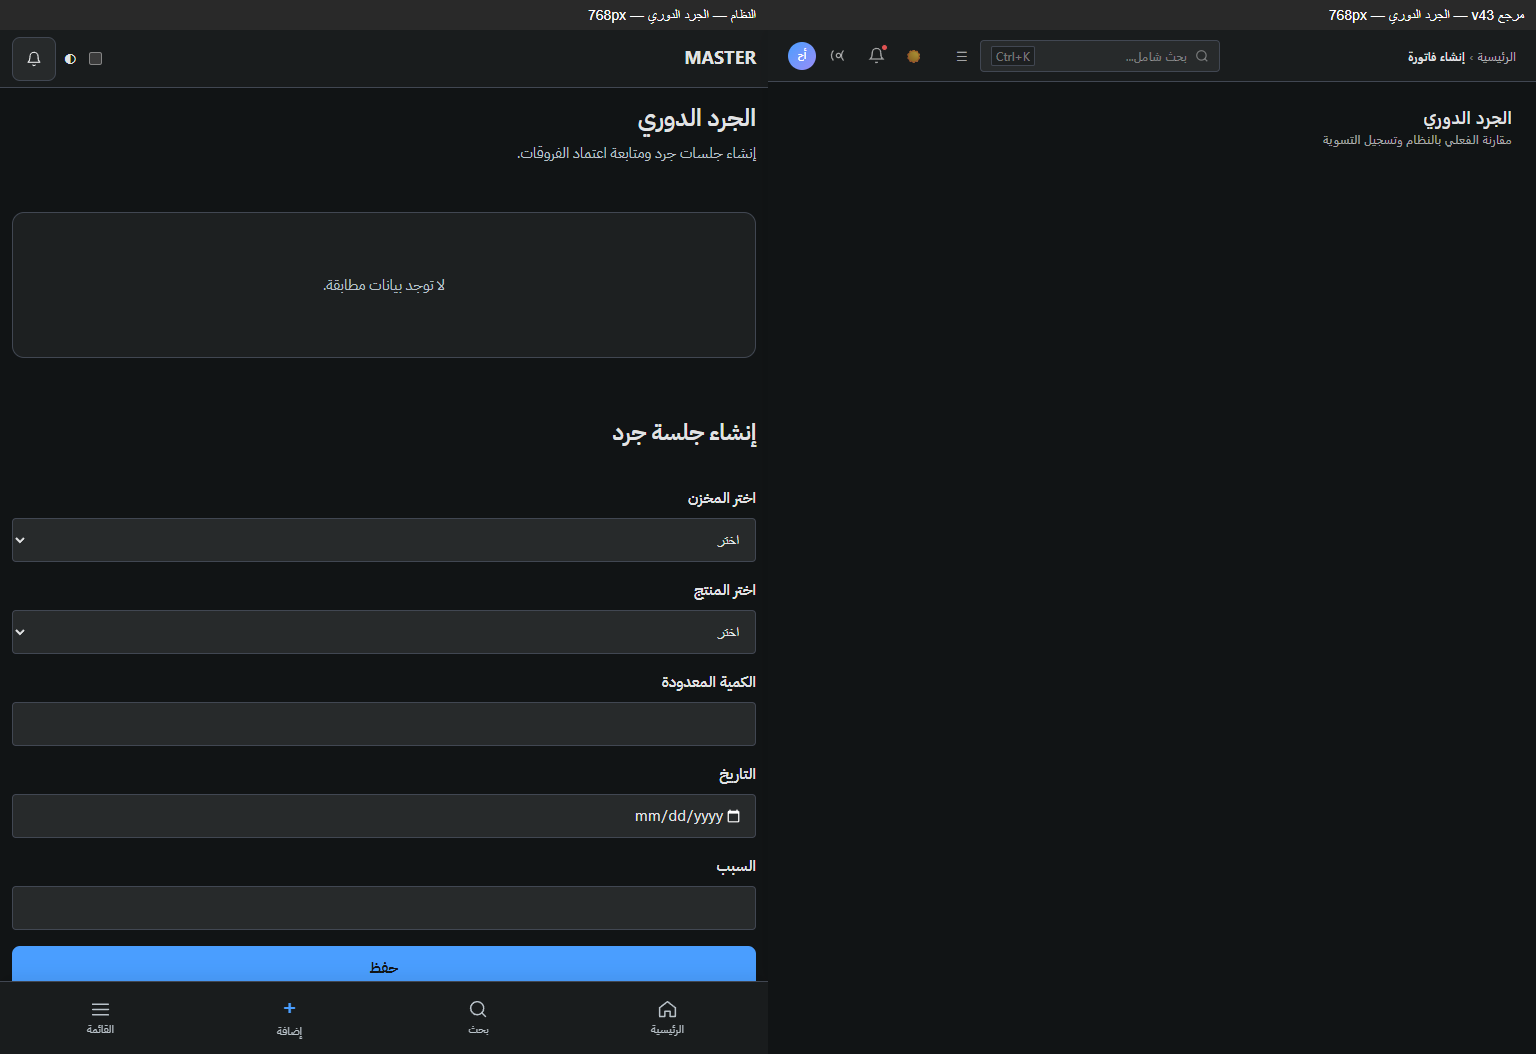 مرجع v43 — الجرد الدوري — 768px
الرئيسية › إنشاء فاتورة
بحث شامل...
Ctrl+K
أح
الجرد الدوري
مقارنة الفعلي بالنظام وتسجيل التسوية
النظام — الجرد الدوري — 768px
MASTER
الجرد الدوري
إنشاء جلسات جرد ومتابعة اعتماد الفروقات.
لا توجد بيانات مطابقة.
إنشاء جلسة جرد
اختر المخزن
اختر
اختر المنتج
اختر
الكمية المعدودة
التاريخ
mm/dd/yyyy
السبب
حفظ
الرئيسية
بحث
إضافة
القائمة